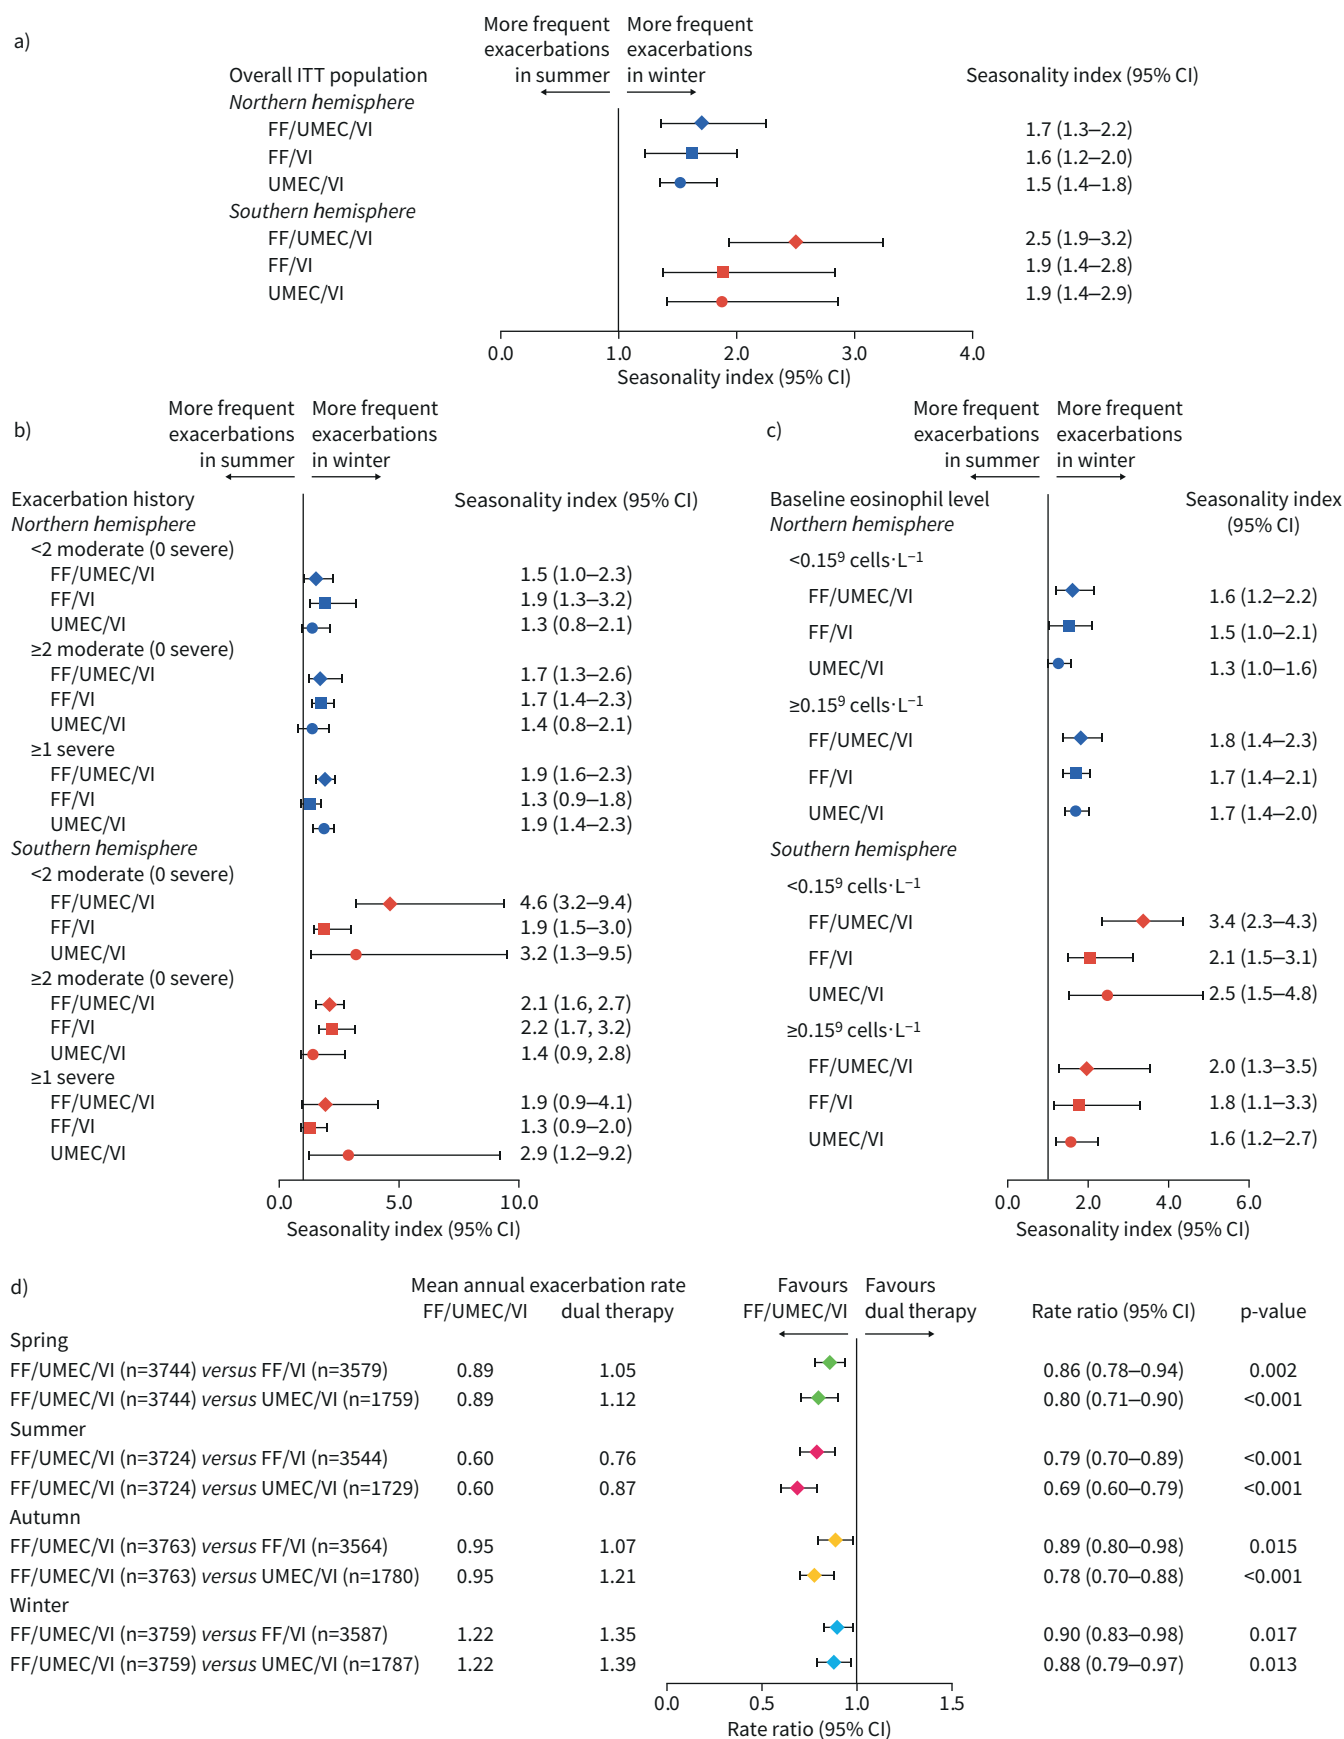 a)
More frequent exacerbations in summer
More frequent exacerbations in winter
Overall ITT population
Seasonality index (95% CI)
Northern hemisphere
FF/UMEC/VI 1.7 (1.3–2.2)
FF/VI 1.6 (1.2–2.0)
UMEC/VI 1.5 (1.4–1.8)
Southern hemisphere
FF/UMEC/VI 2.5 (1.9–3.2)
FF/VI 1.9 (1.4–2.8)
UMEC/VI 1.9 (1.4–2.9)
0.0 1.0 2.0 3.0 4.0
Seasonality index (95% CI)
b)
More frequent exacerbations in summer
More frequent exacerbations in winter
Exacerbation history
Seasonality index (95% CI)
Northern hemisphere
<2 moderate (0 severe)
FF/UMEC/VI 1.5 (1.0–2.3)
FF/VI 1.9 (1.3–3.2)
UMEC/VI 1.3 (0.8–2.1)
≥2 moderate (0 severe)
FF/UMEC/VI 1.7 (1.3–2.6)
FF/VI 1.7 (1.4–2.3)
UMEC/VI 1.4 (0.8–2.1)
≥1 severe
FF/UMEC/VI 1.9 (1.6–2.3)
FF/VI 1.3 (0.9–1.8)
UMEC/VI 1.9 (1.4–2.3)
Southern hemisphere
<2 moderate (0 severe)
FF/UMEC/VI 4.6 (3.2–9.4)
FF/VI 1.9 (1.5–3.0)
UMEC/VI 3.2 (1.3–9.5)
≥2 moderate (0 severe)
FF/UMEC/VI 2.1 (1.6, 2.7)
FF/VI 2.2 (1.7, 3.2)
UMEC/VI 1.4 (0.9, 2.8)
≥1 severe
FF/UMEC/VI 1.9 (0.9–4.1)
FF/VI 1.3 (0.9–2.0)
UMEC/VI 2.9 (1.2–9.2)
0.0 5.0 10.0
Seasonality index (95% CI)
c)
More frequent exacerbations in summer
More frequent exacerbations in winter
Baseline eosinophil level
Seasonality index (95% CI)
Northern hemisphere
<0.15⁹ cells·L⁻¹
FF/UMEC/VI 1.6 (1.2–2.2)
FF/VI 1.5 (1.0–2.1)
UMEC/VI 1.3 (1.0–1.6)
≥0.15⁹ cells·L⁻¹
FF/UMEC/VI 1.8 (1.4–2.3)
FF/VI 1.7 (1.4–2.1)
UMEC/VI 1.7 (1.4–2.0)
Southern hemisphere
<0.15⁹ cells·L⁻¹
FF/UMEC/VI 3.4 (2.3–4.3)
FF/VI 2.1 (1.5–3.1)
UMEC/VI 2.5 (1.5–4.8)
≥0.15⁹ cells·L⁻¹
FF/UMEC/VI 2.0 (1.3–3.5)
FF/VI 1.8 (1.1–3.3)
UMEC/VI 1.6 (1.2–2.7)
0.0 2.0 4.0 6.0
Seasonality index (95% CI)
d)
Mean annual exacerbation rate
FF/UMEC/VI dual therapy
Favours FF/UMEC/VI
Favours dual therapy
Rate ratio (95% CI) p-value
Spring
FF/UMEC/VI (n=3744) versus FF/VI (n=3579) 0.89 1.05 0.86 (0.78–0.94) 0.002
FF/UMEC/VI (n=3744) versus UMEC/VI (n=1759) 0.89 1.12 0.80 (0.71–0.90) <0.001
Summer
FF/UMEC/VI (n=3724) versus FF/VI (n=3544) 0.60 0.76 0.79 (0.70–0.89) <0.001
FF/UMEC/VI (n=3724) versus UMEC/VI (n=1729) 0.60 0.87 0.69 (0.60–0.79) <0.001
Autumn
FF/UMEC/VI (n=3763) versus FF/VI (n=3564) 0.95 1.07 0.89 (0.80–0.98) 0.015
FF/UMEC/VI (n=3763) versus UMEC/VI (n=1780) 0.95 1.21 0.78 (0.70–0.88) <0.001
Winter
FF/UMEC/VI (n=3759) versus FF/VI (n=3587) 1.22 1.35 0.90 (0.83–0.98) 0.017
FF/UMEC/VI (n=3759) versus UMEC/VI (n=1787) 1.22 1.39 0.88 (0.79–0.97) 0.013
0.0 0.5 1.0 1.5
Rate ratio (95% CI)